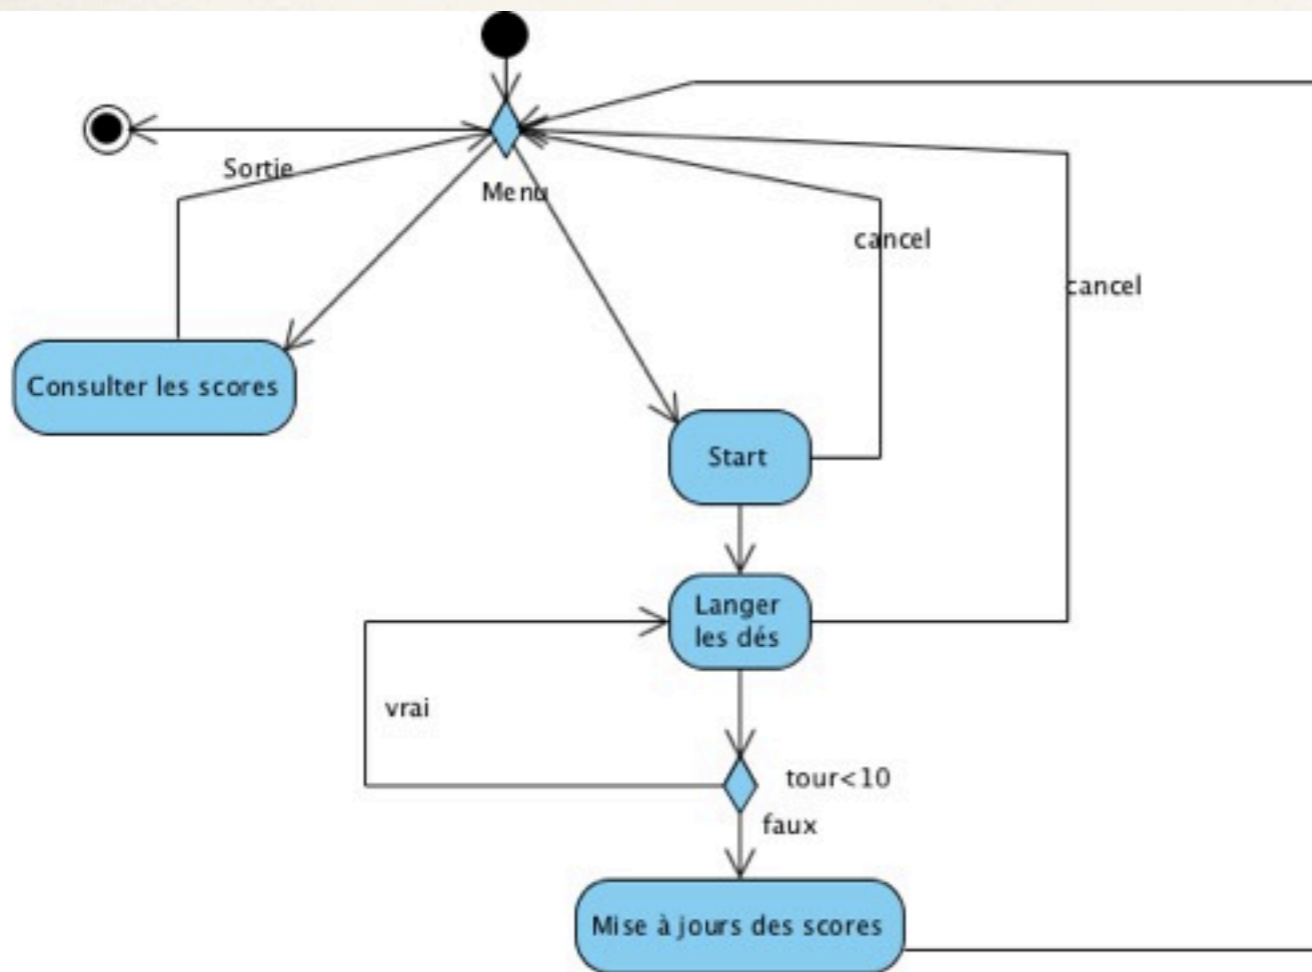 Sortie
Menu
cancel
cancel
Consulter les scores
Start
Langer
les dés
vrai
tour<10
faux
Mise à jours des scores